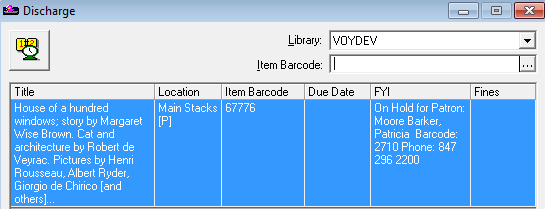 Discharge
Library: VOYDEV
Item Barcode: ...
Title Location Item Barcode Due Date FYI Fines
House of a hundred
windows; story by Margaret
Wise Brown. Cat and
architecture by Robert de
Veyrac. Pictures by Henri
Rousseau, Albert Ryder,
Giorgio de Chirico [and
others]...
Main Stacks
[P]
67776
On Hold for Patron:
Moore Barker,
Patricia Barcode:
2710 Phone: 847
296 2200